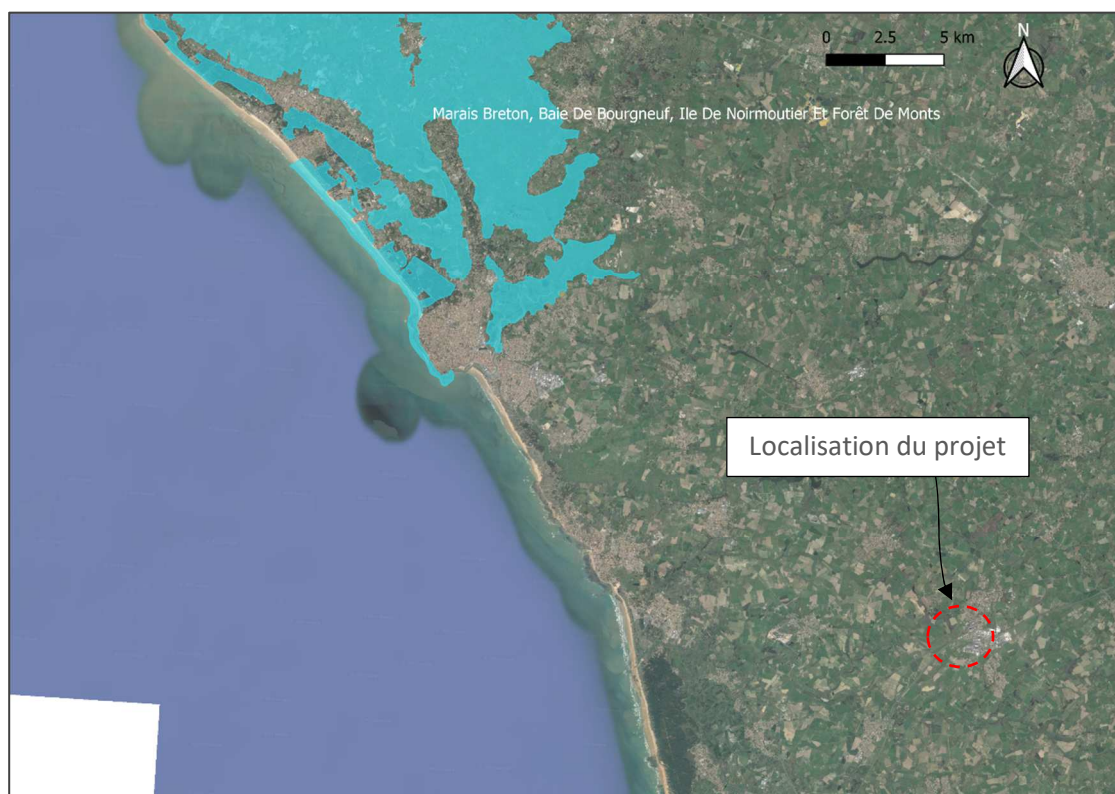 N
0 2.5 5 km
Marais Breton, Baie De Bourgneuf, Ile De Noirmoutier Et Forêt De Monts
Localisation du projet